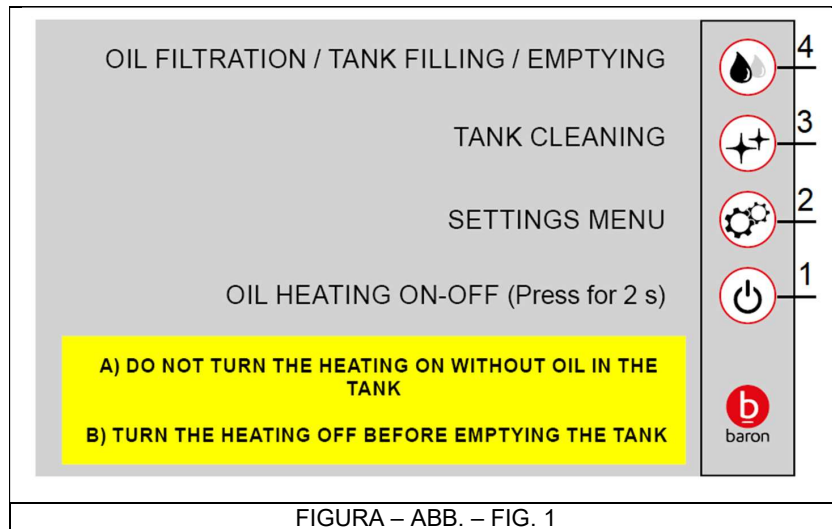 OIL FILTRATION / TANK FILLING / EMPTYING
4
TANK CLEANING
3
SETTINGS MENU
2
OIL HEATING ON-OFF (Press for 2 s)
1
A) DO NOT TURN THE HEATING ON WITHOUT OIL IN THE
TANK
B) TURN THE HEATING OFF BEFORE EMPTYING THE TANK
b
baron
FIGURA – ABB. – FIG. 1